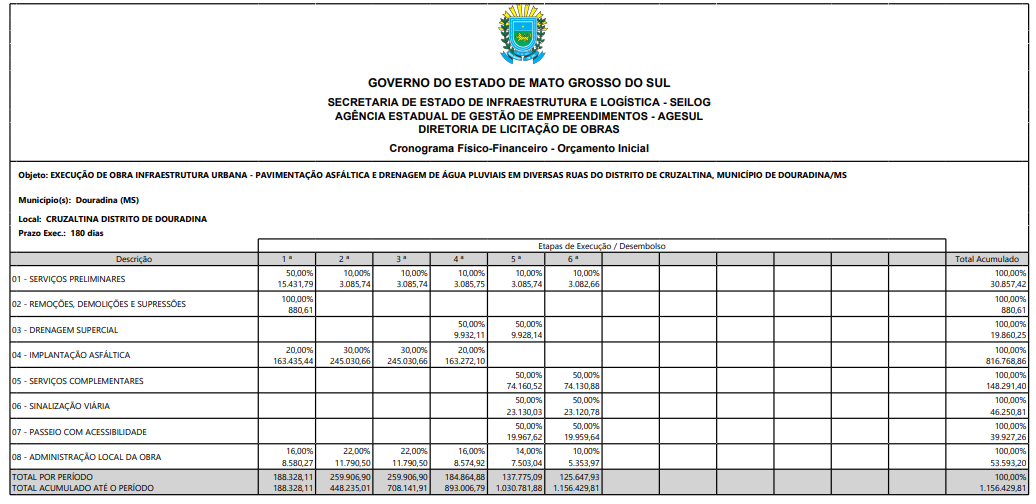 GOVERNO DO ESTADO DE MATO GROSSO DO SUL
SECRETARIA DE ESTADO DE INFRAESTRUTURA E LOGÍSTICA - SEILOG
AGÊNCIA ESTADUAL DE GESTÃO DE EMPREENDIMENTOS - AGESUL
DIRETORIA DE LICITAÇÃO DE OBRAS
Cronograma Físico-Financeiro - Orçamento Inicial
Objeto: EXECUÇÃO DE OBRA INFRAESTRUTURA URBANA - PAVIMENTAÇÃO ASFÁLTICA E DRENAGEM DE ÁGUA PLUVIAIS EM DIVERSAS RUAS DO DISTRITO DE CRUZALTINA, MUNICÍPIO DE DOURADINA/MS
Município(s): Douradina (MS)
Local: CRUZALTINA DISTRITO DE DOURADINA
Prazo Exec.: 180 dias
Etapas de Execução / Desembolso
Descrição 1 ª 2 ª 3 ª 4 ª 5 ª 6 ª Total Acumulado
50,00% 10,00% 10,00% 10,00% 10,00% 10,00% 100,00%
01 - SERVIÇOS PRELIMINARES
15.431,79 3.085,74 3.085,74 3.085,75 3.085,74 3.082,66 30.857,42
100,00% 100,00%
02 - REMOÇÕES, DEMOLIÇÕES E SUPRESSÕES
880,61 880,61
50,00% 50,00% 100,00%
03 - DRENAGEM SUPERCIAL
9.932,11 9.928,14 19.860,25
20,00% 30,00% 30,00% 20,00% 100,00%
04 - IMPLANTAÇÃO ASFÁLTICA
163.435,44 245.030,66 245.030,66 163.272,10 816.768,86
50,00% 50,00% 100,00%
05 - SERVIÇOS COMPLEMENTARES
74.160,52 74.130,88 148.291,40
50,00% 50,00% 100,00%
06 - SINALIZAÇÃO VIÁRIA
23.130,03 23.120,78 46.250,81
50,00% 50,00% 100,00%
07 - PASSEIO COM ACESSIBILIDADE
19.967,62 19.959,64 39.927,26
16,00% 22,00% 22,00% 16,00% 14,00% 10,00% 100,00%
08 - ADMINISTRAÇÃO LOCAL DA OBRA
8.580,27 11.790,50 11.790,50 8.574,92 7.503,04 5.353,97 53.593,20
TOTAL POR PERÍODO 188.328,11 259.906,90 259.906,90 184.864,88 137.775,09 125.647,93 100,00%
TOTAL ACUMULADO ATÉ O PERÍODO 188.328,11 448.235,01 708.141,91 893.006,79 1.030.781,88 1.156.429,81 1.156.429,81